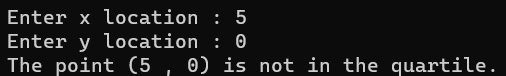 Enter x location : 5
Enter y location : 0
The point (5 , 0) is not in the quartile.